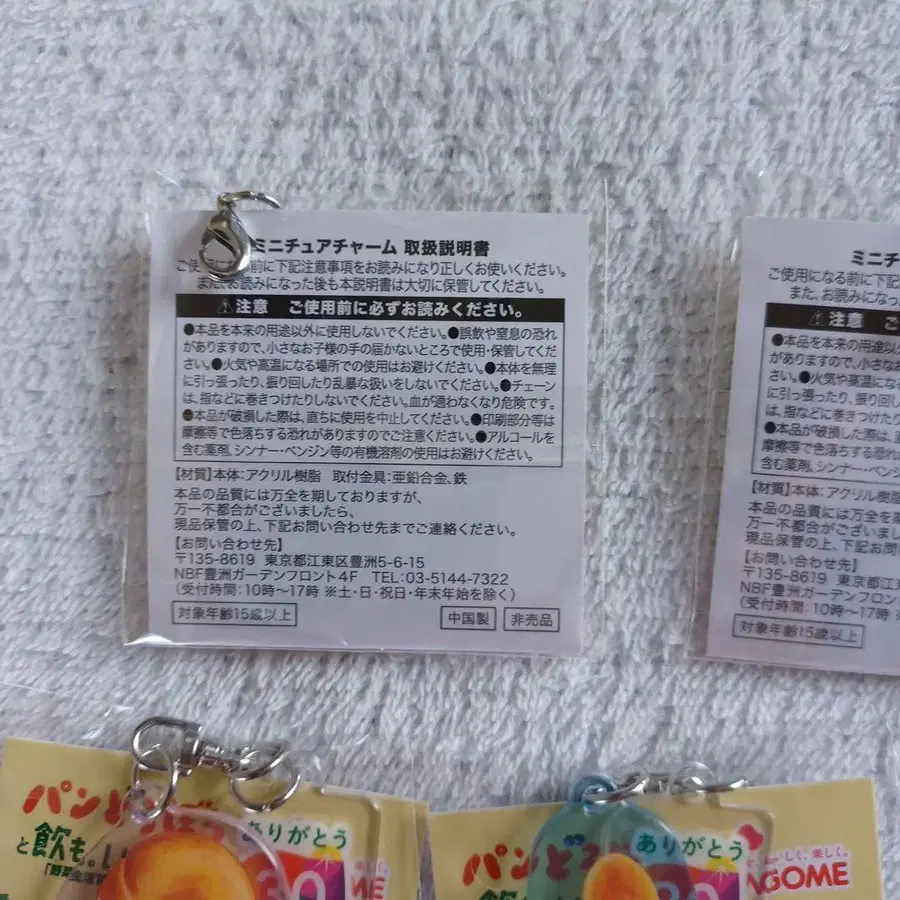 ミニチュアチャーム 取扱説明書
ご使用になる前に下記注意事項をお読みになり正しくお使いください。
また、お読みになった後も本説明書は大切に保管してください。
⚠注意 ご使用前に必ずお読みください。
●本品を本来の用途以外に使用しないでください。●誤飲や窒息の恐れ
がありますので、小さなお子様の手の届かないところで使用・保管してくだ
さい。●火気や高温になる場所での使用はお避けください。●本体を無理
に引っ張ったり、振り回したり乱暴な扱いをしないでください。●チェーン
は、指などに巻きつけたりしないでください。血が通わなくなり危険です。
●本品が破損した際は、直ちに使用を中止してください。●印刷部分等は
摩擦等で色落ちする恐れがありますのでご注意ください。●アルコールを
含む薬剤、シンナー・ベンジン等の有機溶剤の使用はお避けください。
【材質】本体:アクリル樹脂 取付金具:亜鉛合金、鉄
本品の品質には万全を期しておりますが、
万一不都合がございましたら、
現品保管の上、下記お問い合わせ先までご連絡ください。
【お問い合わせ先】
〒135-8619 東京都江東区豊洲5-6-15
NBF豊洲ガーデンフロント4F TEL:03-5144-7322
(受付時間:10時〜17時 ※土・日・祝日・年末年始を除く)
対象年齢15歳以上 中国製 非売品
ミニチ
ご使用になる前に下記
また、お読みになっ
⚠注意 ご
●本品を本来の用途以
がありますので、小さなお
さい。●火気や高温にな
に引っ張ったり、振り回し
は、指などに巻きつけたり
●本品が破損した際は、直
摩擦等で色落ちする恐れ
含む薬剤、シンナー・ベンジ
【材質】本体:アクリル樹脂
本品の品質には万全を期
万一不都合がございまし
現品保管の上、下記お問
【お問い合わせ先】
〒135-8619 東京都江
NBF豊洲ガーデンフロン
(受付時間:10時〜17時 ※
対象年齢15歳以上
パンどろぼう
ありがとう
と飲も。
パンどろ
ありがとう
おいしく、楽しく。
AGOME